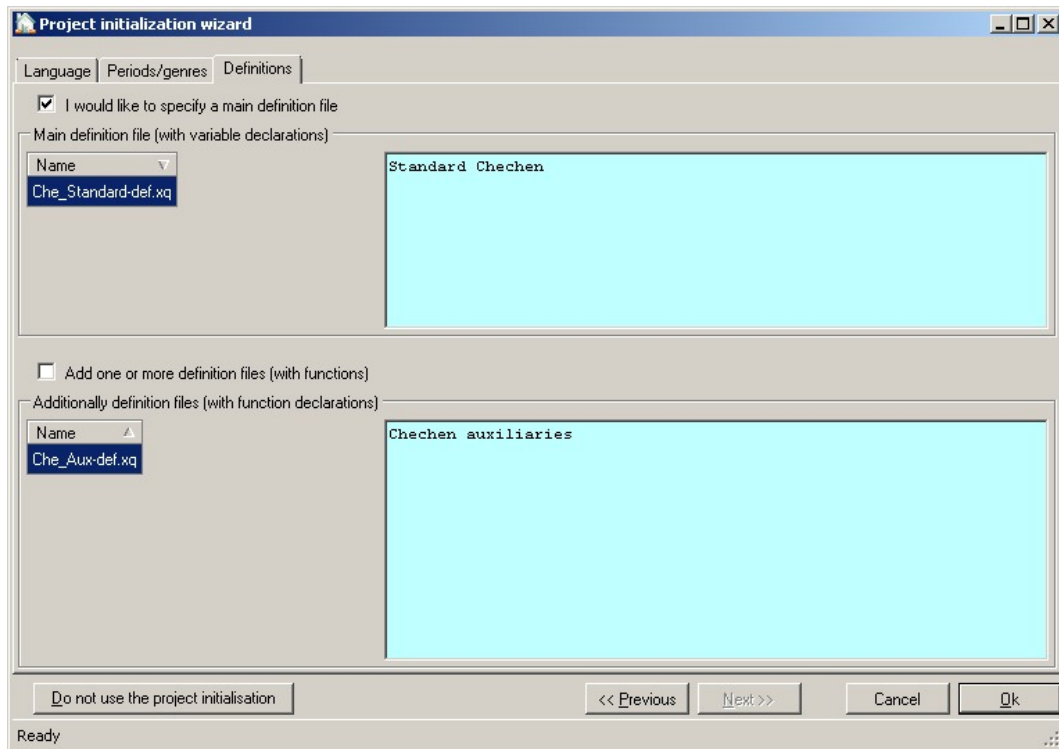 Project initialization wizard
Language Periods/genres Definitions
I would like to specify a main definition file
Main definition file (with variable declarations)
Name
Che_Standard-def.xq
Standard Chechen
Add one or more definition files (with functions)
Additionally definition files (with function declarations)
Name
Che_Aux-def.xq
Chechen auxiliaries
Do not use the project initialisation << Previous Next >> Cancel Ok
Ready